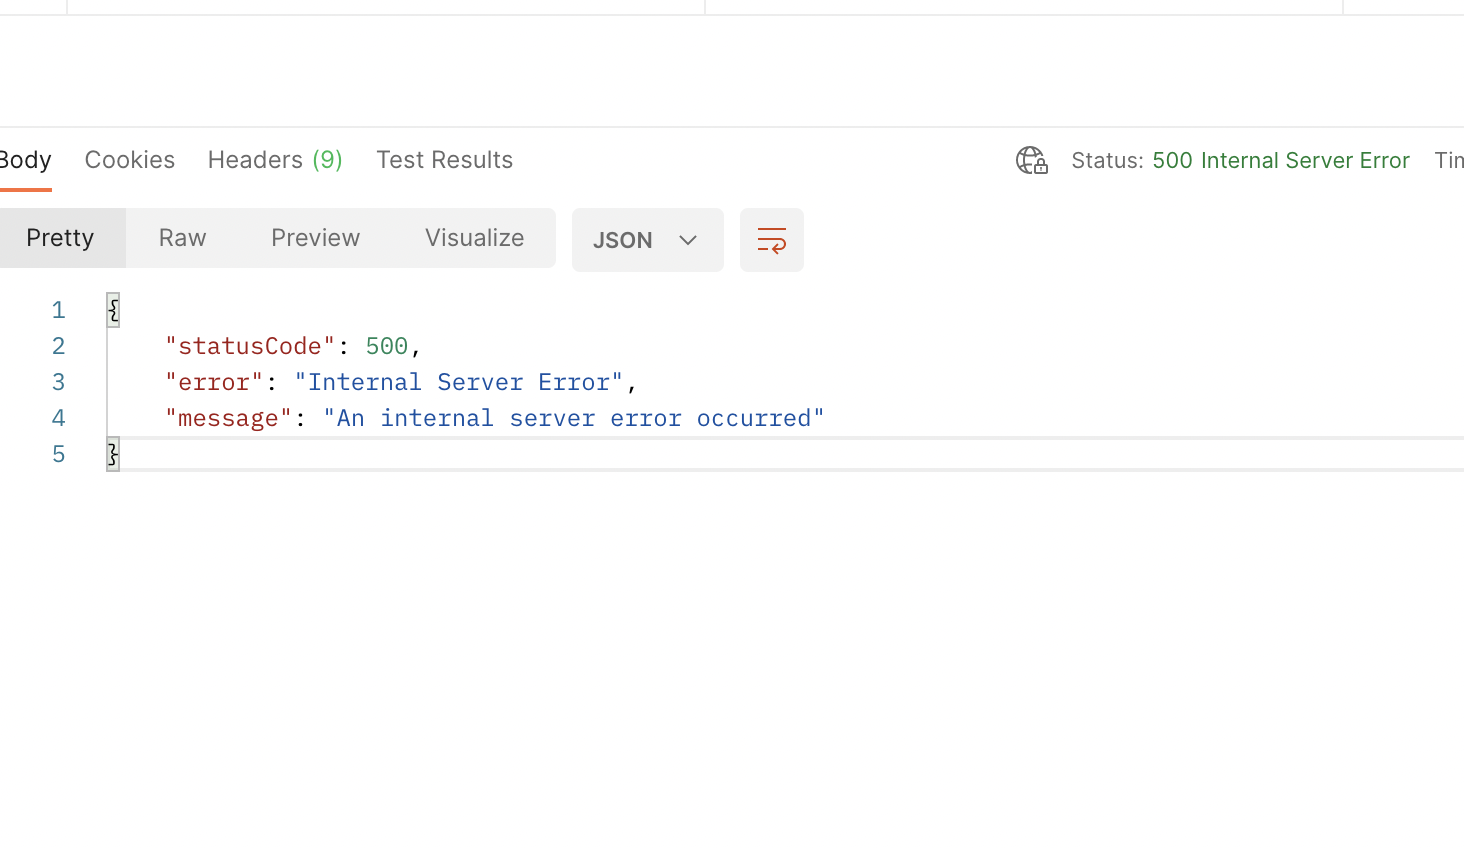 Body Cookies Headers (9) Test Results Status: 500 Internal Server Error
Pretty Raw Preview Visualize JSON
1 {
2 "statusCode": 500,
3 "error": "Internal Server Error",
4 "message": "An internal server error occurred"
5 }